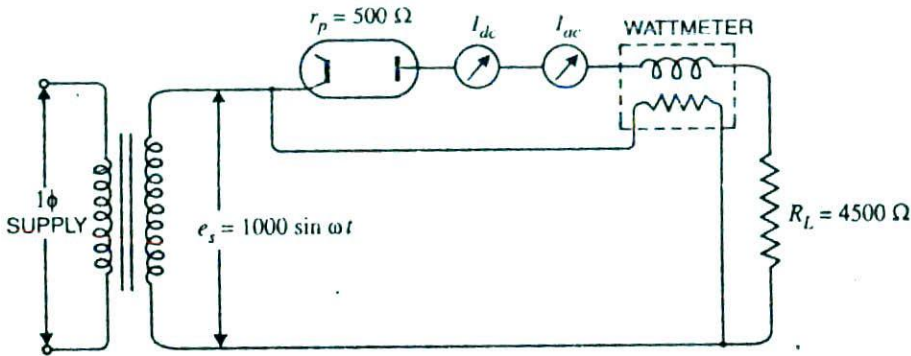 r_p = 500 Ω
I_dc
I_ac
WATTMETER
1ϕ
SUPPLY
e_s = 1000 sin ωt
R_L = 4500 Ω